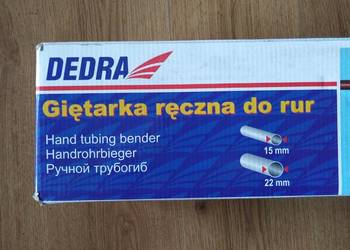 DEDRA
Giętarka ręczna do rur
Hand tubing bender
Handrohrbieger
Ручной трубогиб
15 mm
22 mm